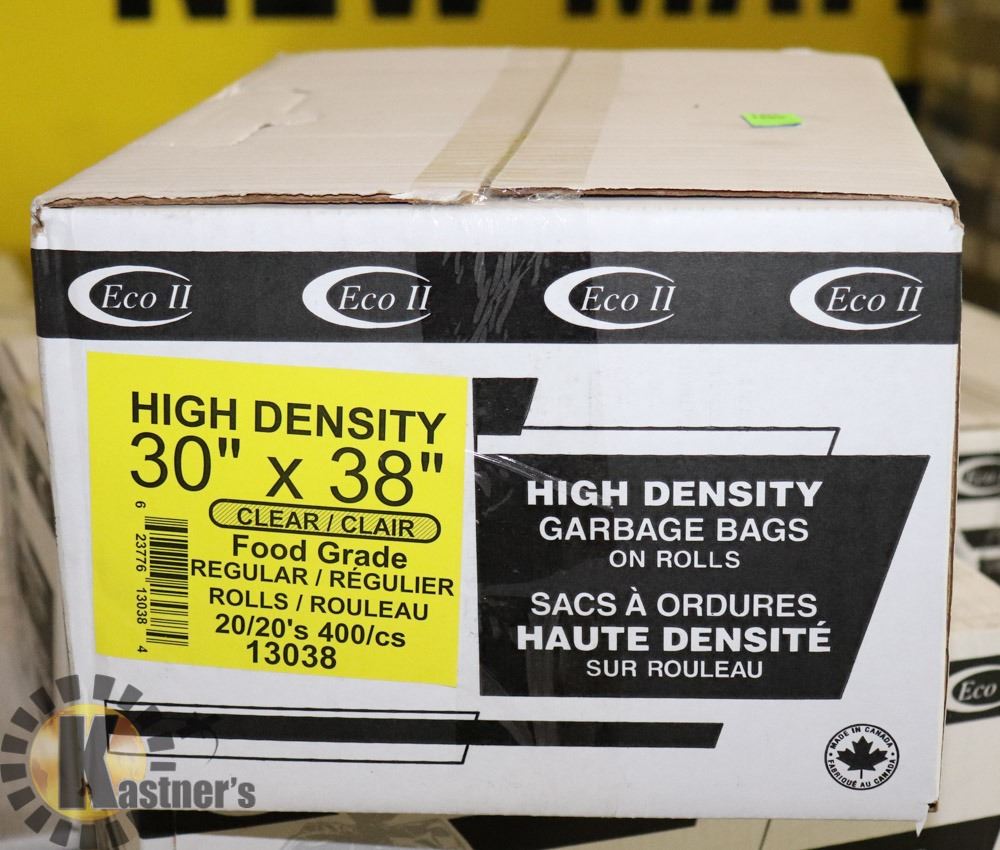 Eco II Eco II Eco II Eco II
HIGH DENSITY
30" x 38"
CLEAR / CLAIR
Food Grade
REGULAR / RÉGULIER
ROLLS / ROULEAU
20/20's 400/cs
13038
6 23776 13038 4
HIGH DENSITY
GARBAGE BAGS
ON ROLLS
SACS À ORDURES
HAUTE DENSITÉ
SUR ROULEAU
MADE IN CANADA
FABRIQUÉ AU CANADA
Eco
Kastner's